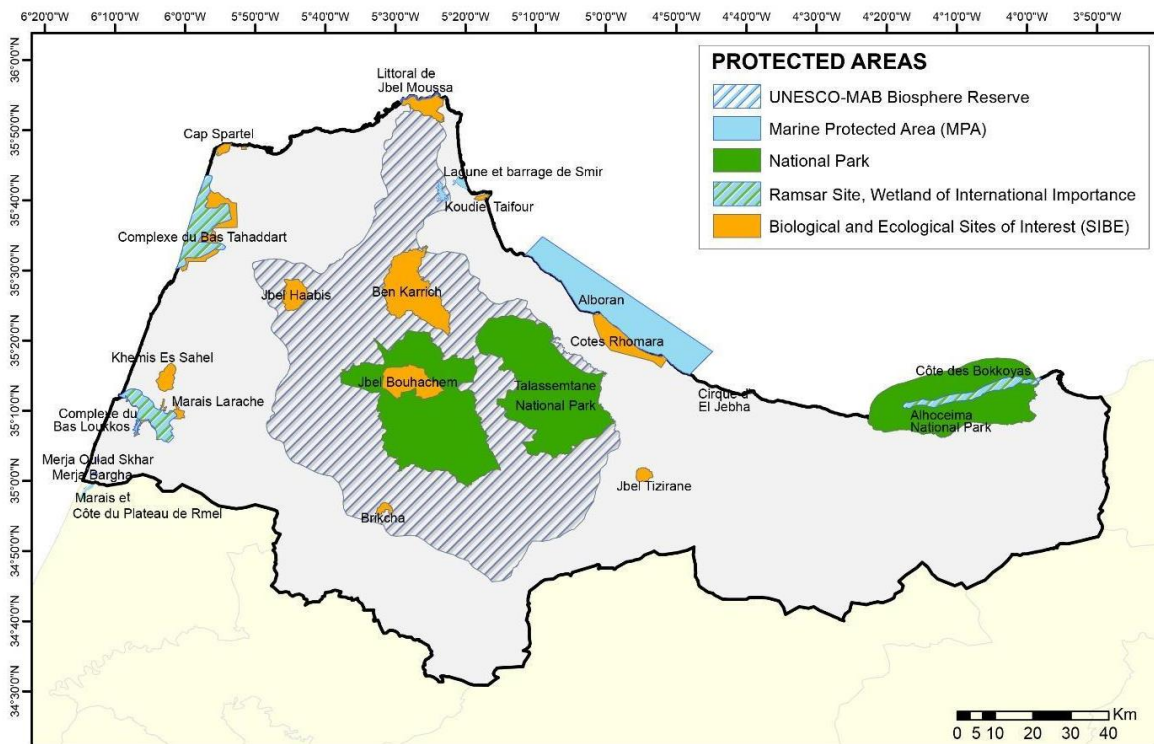 6°20'0"W 6°10'0"W 6°0'0"W 5°50'0"W 5°40'0"W 5°30'0"W 5°20'0"W 5°10'0"W 5°0'0"W 4°50'0"W 4°40'0"W 4°30'0"W 4°20'0"W 4°10'0"W 4°0'0"W 3°50'0"W
36°0'0"N
35°50'0"N
35°40'0"N
35°30'0"N
35°20'0"N
35°10'0"N
35°0'0"N
34°50'0"N
34°40'0"N
34°30'0"N
PROTECTED AREAS
UNESCO-MAB Biosphere Reserve
Marine Protected Area (MPA)
National Park
Ramsar Site, Wetland of International Importance
Biological and Ecological Sites of Interest (SIBE)
Littoral de
Jbel Moussa
Cap Spartel
Lagune et barrage de Smir
Koudiet Taifour
Complexe du Bas Tahaddart
Jbel Haabis
Ben Karrich
Alboran
Cotes Rhomara
Khemis Es Sahel
Jbel Bouhachem
Talassemtane
National Park
Côte des Bokkoyas
Marais Larache
Cirque d'
El Jebha
Alhoceima
National Park
Complexe du
Bas Loukkos
Merja Oulad Skhar
Merja Bargha
Jbel Tizirane
Marais et
Côte du Plateau de Rmel
Brikcha
Km
0 5 10 20 30 40